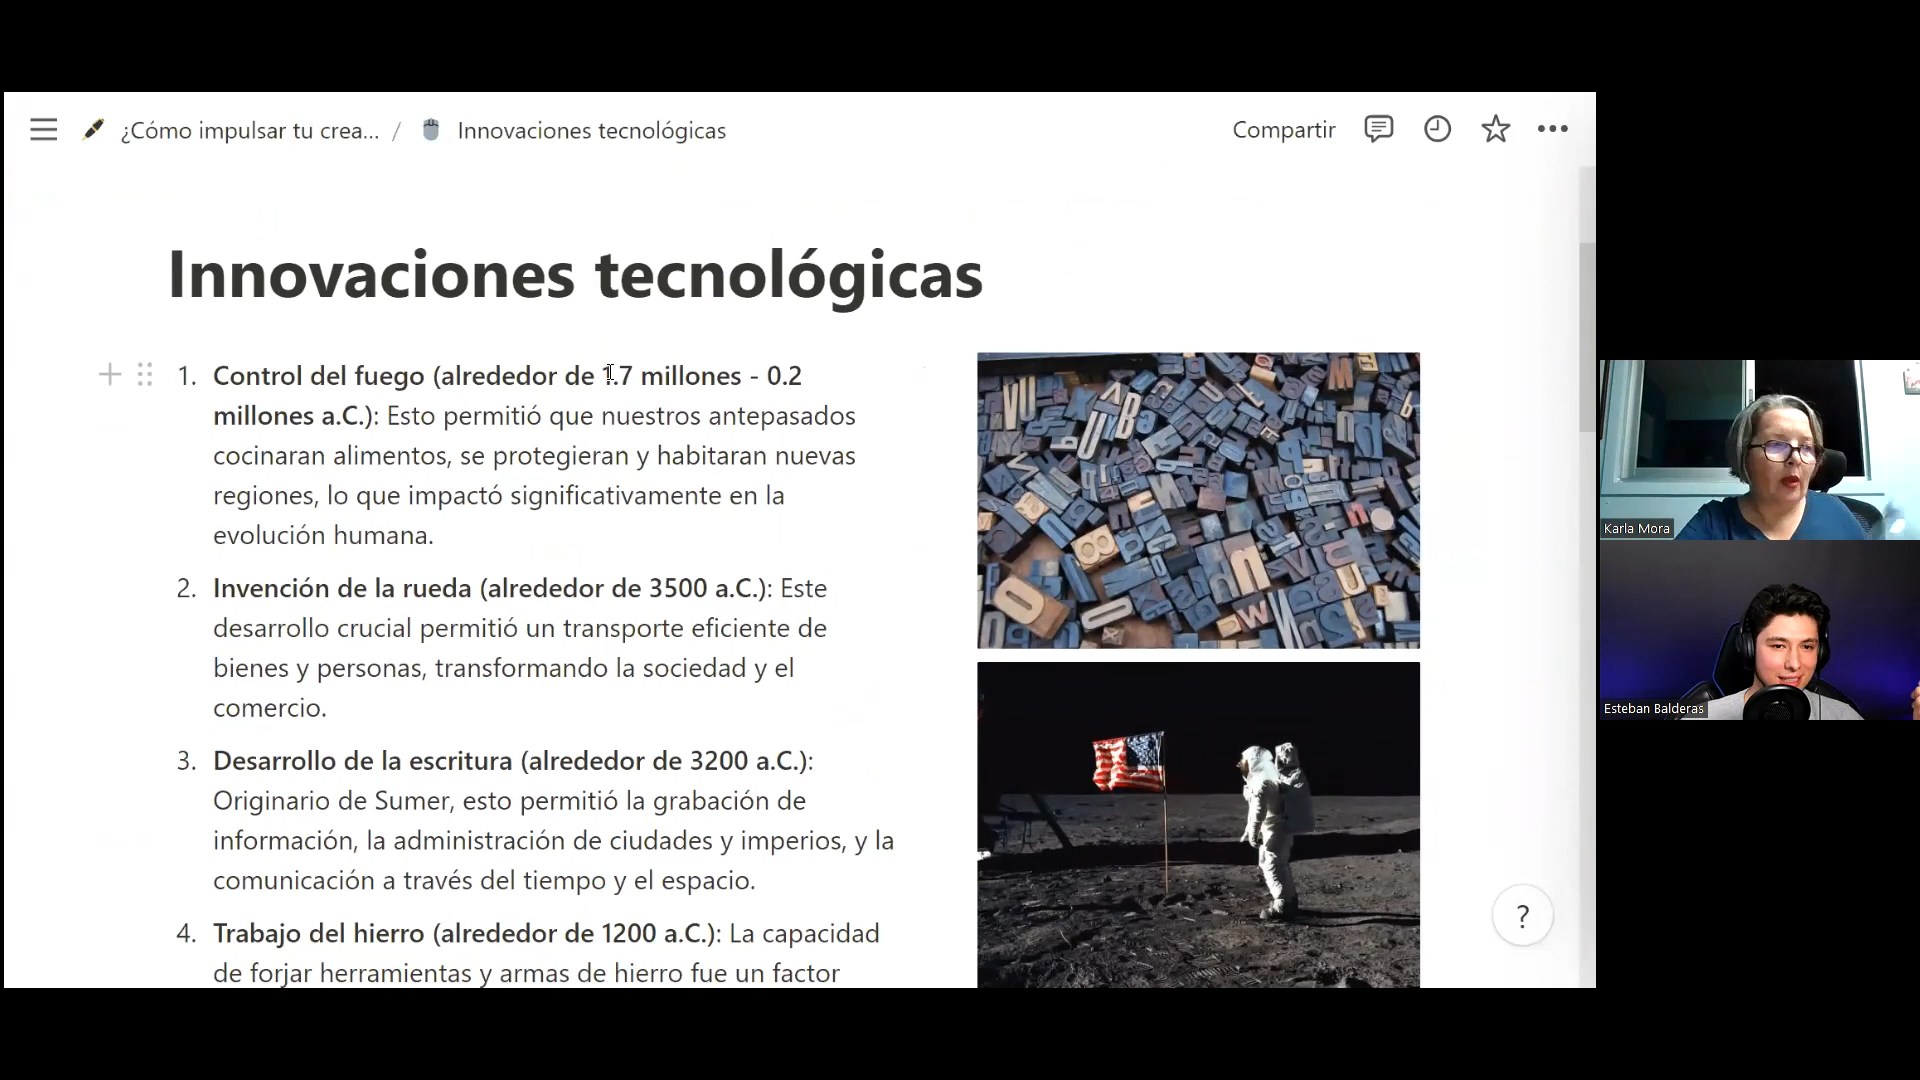 ¿Cómo impulsar tu crea... / Innovaciones tecnológicas
Compartir
Innovaciones tecnológicas
1. Control del fuego (alrededor de 1.7 millones - 0.2
millones a.C.): Esto permitió que nuestros antepasados
cocinaran alimentos, se protegieran y habitaran nuevas
regiones, lo que impactó significativamente en la
evolución humana.
2. Invención de la rueda (alrededor de 3500 a.C.): Este
desarrollo crucial permitió un transporte eficiente de
bienes y personas, transformando la sociedad y el
comercio.
3. Desarrollo de la escritura (alrededor de 3200 a.C.):
Originario de Sumer, esto permitió la grabación de
información, la administración de ciudades y imperios, y la
comunicación a través del tiempo y el espacio.
4. Trabajo del hierro (alrededor de 1200 a.C.): La capacidad
de forjar herramientas y armas de hierro fue un factor
?
Karla Mora
Esteban Balderas